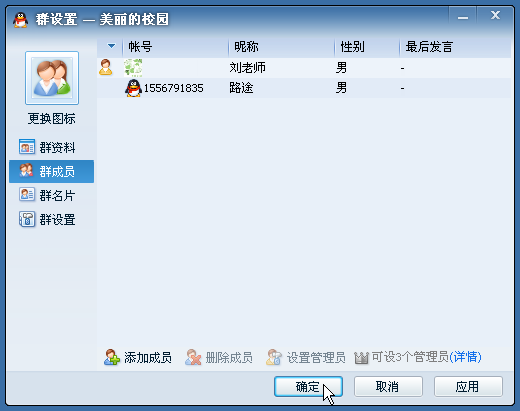 群设置 — 美丽的校园
帐号 昵称 性别 最后发言
刘老师 男 -
1556791835 路途 男 -
更换图标
群资料
群成员
群名片
群设置
添加成员 删除成员 设置管理员 可设3个管理员(详情)
确定 取消 应用